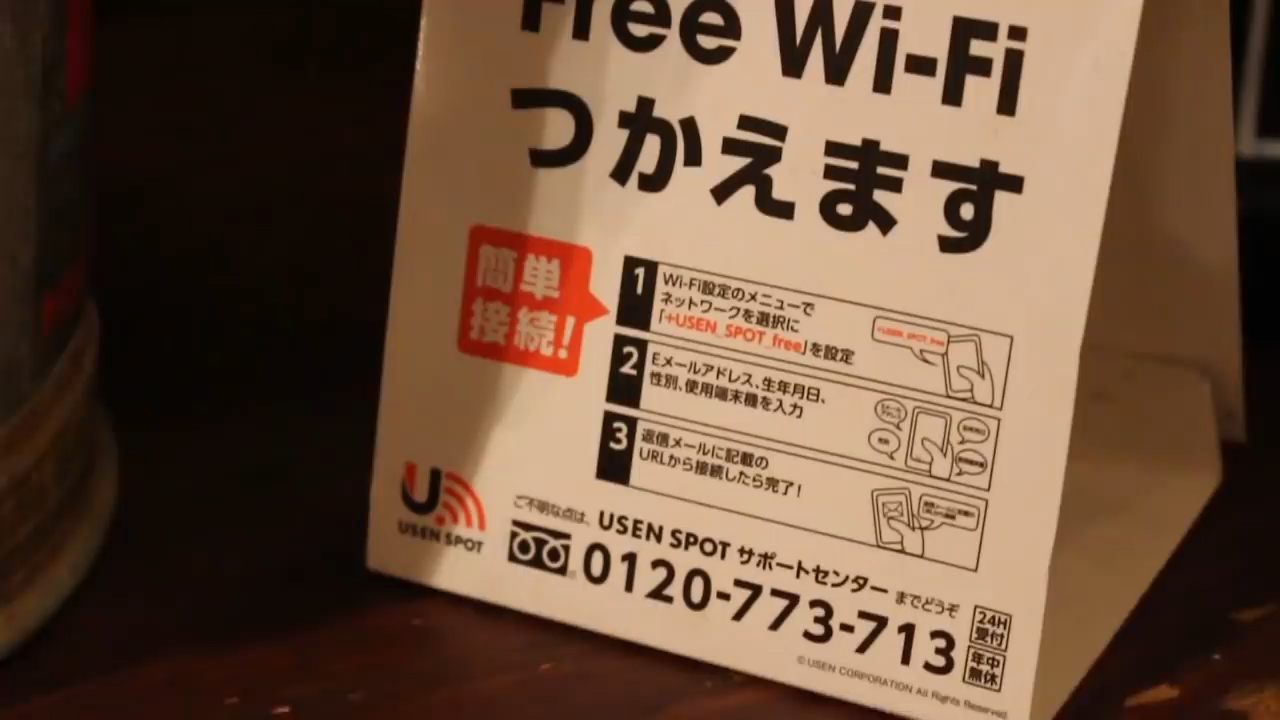 Free Wi-Fi
つかえます
簡単
接続!
1
Wi-Fi設定のメニューで
ネットワークを選択に
「+USEN_SPOT_free」を設定
+USEN_SPOT_free
2
Eメールアドレス、生年月日、
性別、使用端末機を入力
3
返信メールに記載の
URLから接続したら完了!
USEN SPOT
ご不明な点は、USEN SPOT サポートセンター までどうぞ
0120-773-713
24H
受付
年中
無休
© USEN CORPORATION All Rights Reserved